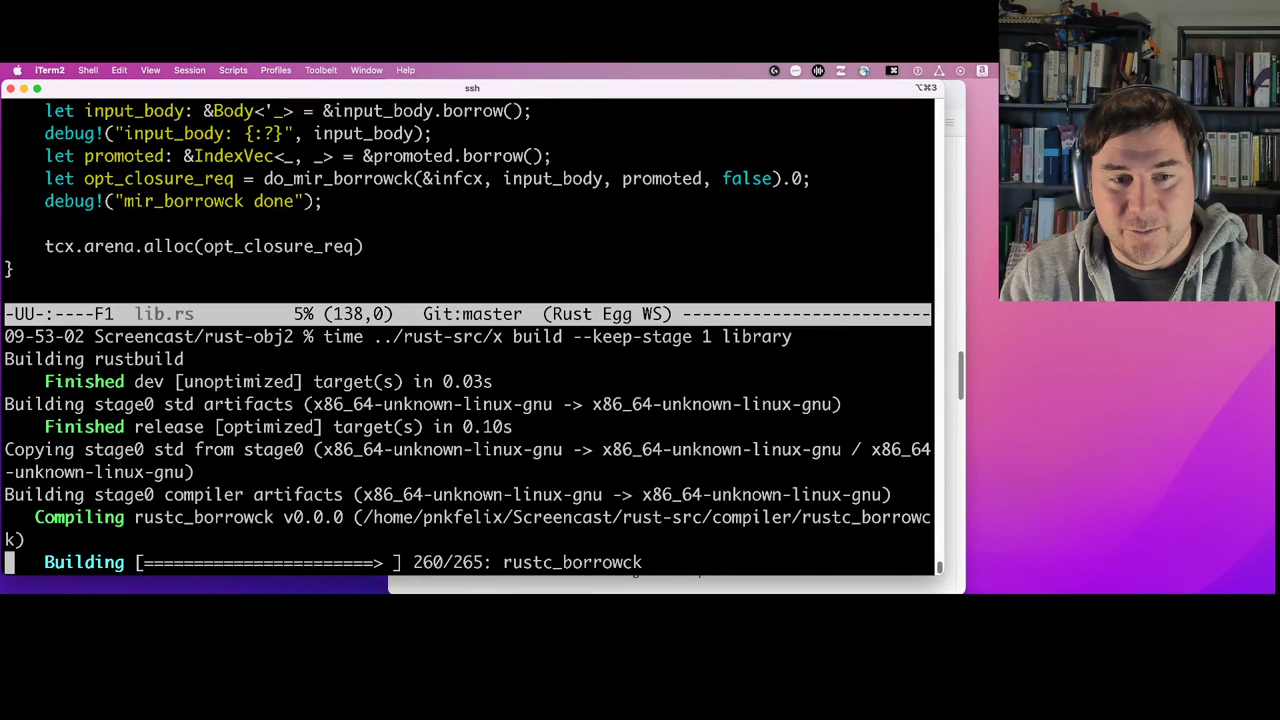 iTerm2 Shell Edit View Session Scripts Profiles Toolbelt Window Help
ssh
⌥⌘3
let input_body: &Body<'_> = &input_body.borrow();
debug!("input_body: {:?}", input_body);
let promoted: &IndexVec<_, _> = &promoted.borrow();
let opt_closure_req = do_mir_borrowck(&infcx, input_body, promoted, false).0;
debug!("mir_borrowck done");
tcx.arena.alloc(opt_closure_req)
}
-UU-:----F1 lib.rs 5% (138,0) Git:master (Rust Egg WS) -------------------------
09-53-02 Screencast/rust-obj2 % time ../rust-src/x build --keep-stage 1 library
Building rustbuild
Finished dev [unoptimized] target(s) in 0.03s
Building stage0 std artifacts (x86_64-unknown-linux-gnu -> x86_64-unknown-linux-gnu)
Finished release [optimized] target(s) in 0.10s
Copying stage0 std from stage0 (x86_64-unknown-linux-gnu -> x86_64-unknown-linux-gnu / x86_64
-unknown-linux-gnu)
Building stage0 compiler artifacts (x86_64-unknown-linux-gnu -> x86_64-unknown-linux-gnu)
Compiling rustc_borrowck v0.0.0 (/home/pnkfelix/Screencast/rust-src/compiler/rustc_borrowc
k)
Building [=======================> ] 260/265: rustc_borrowck